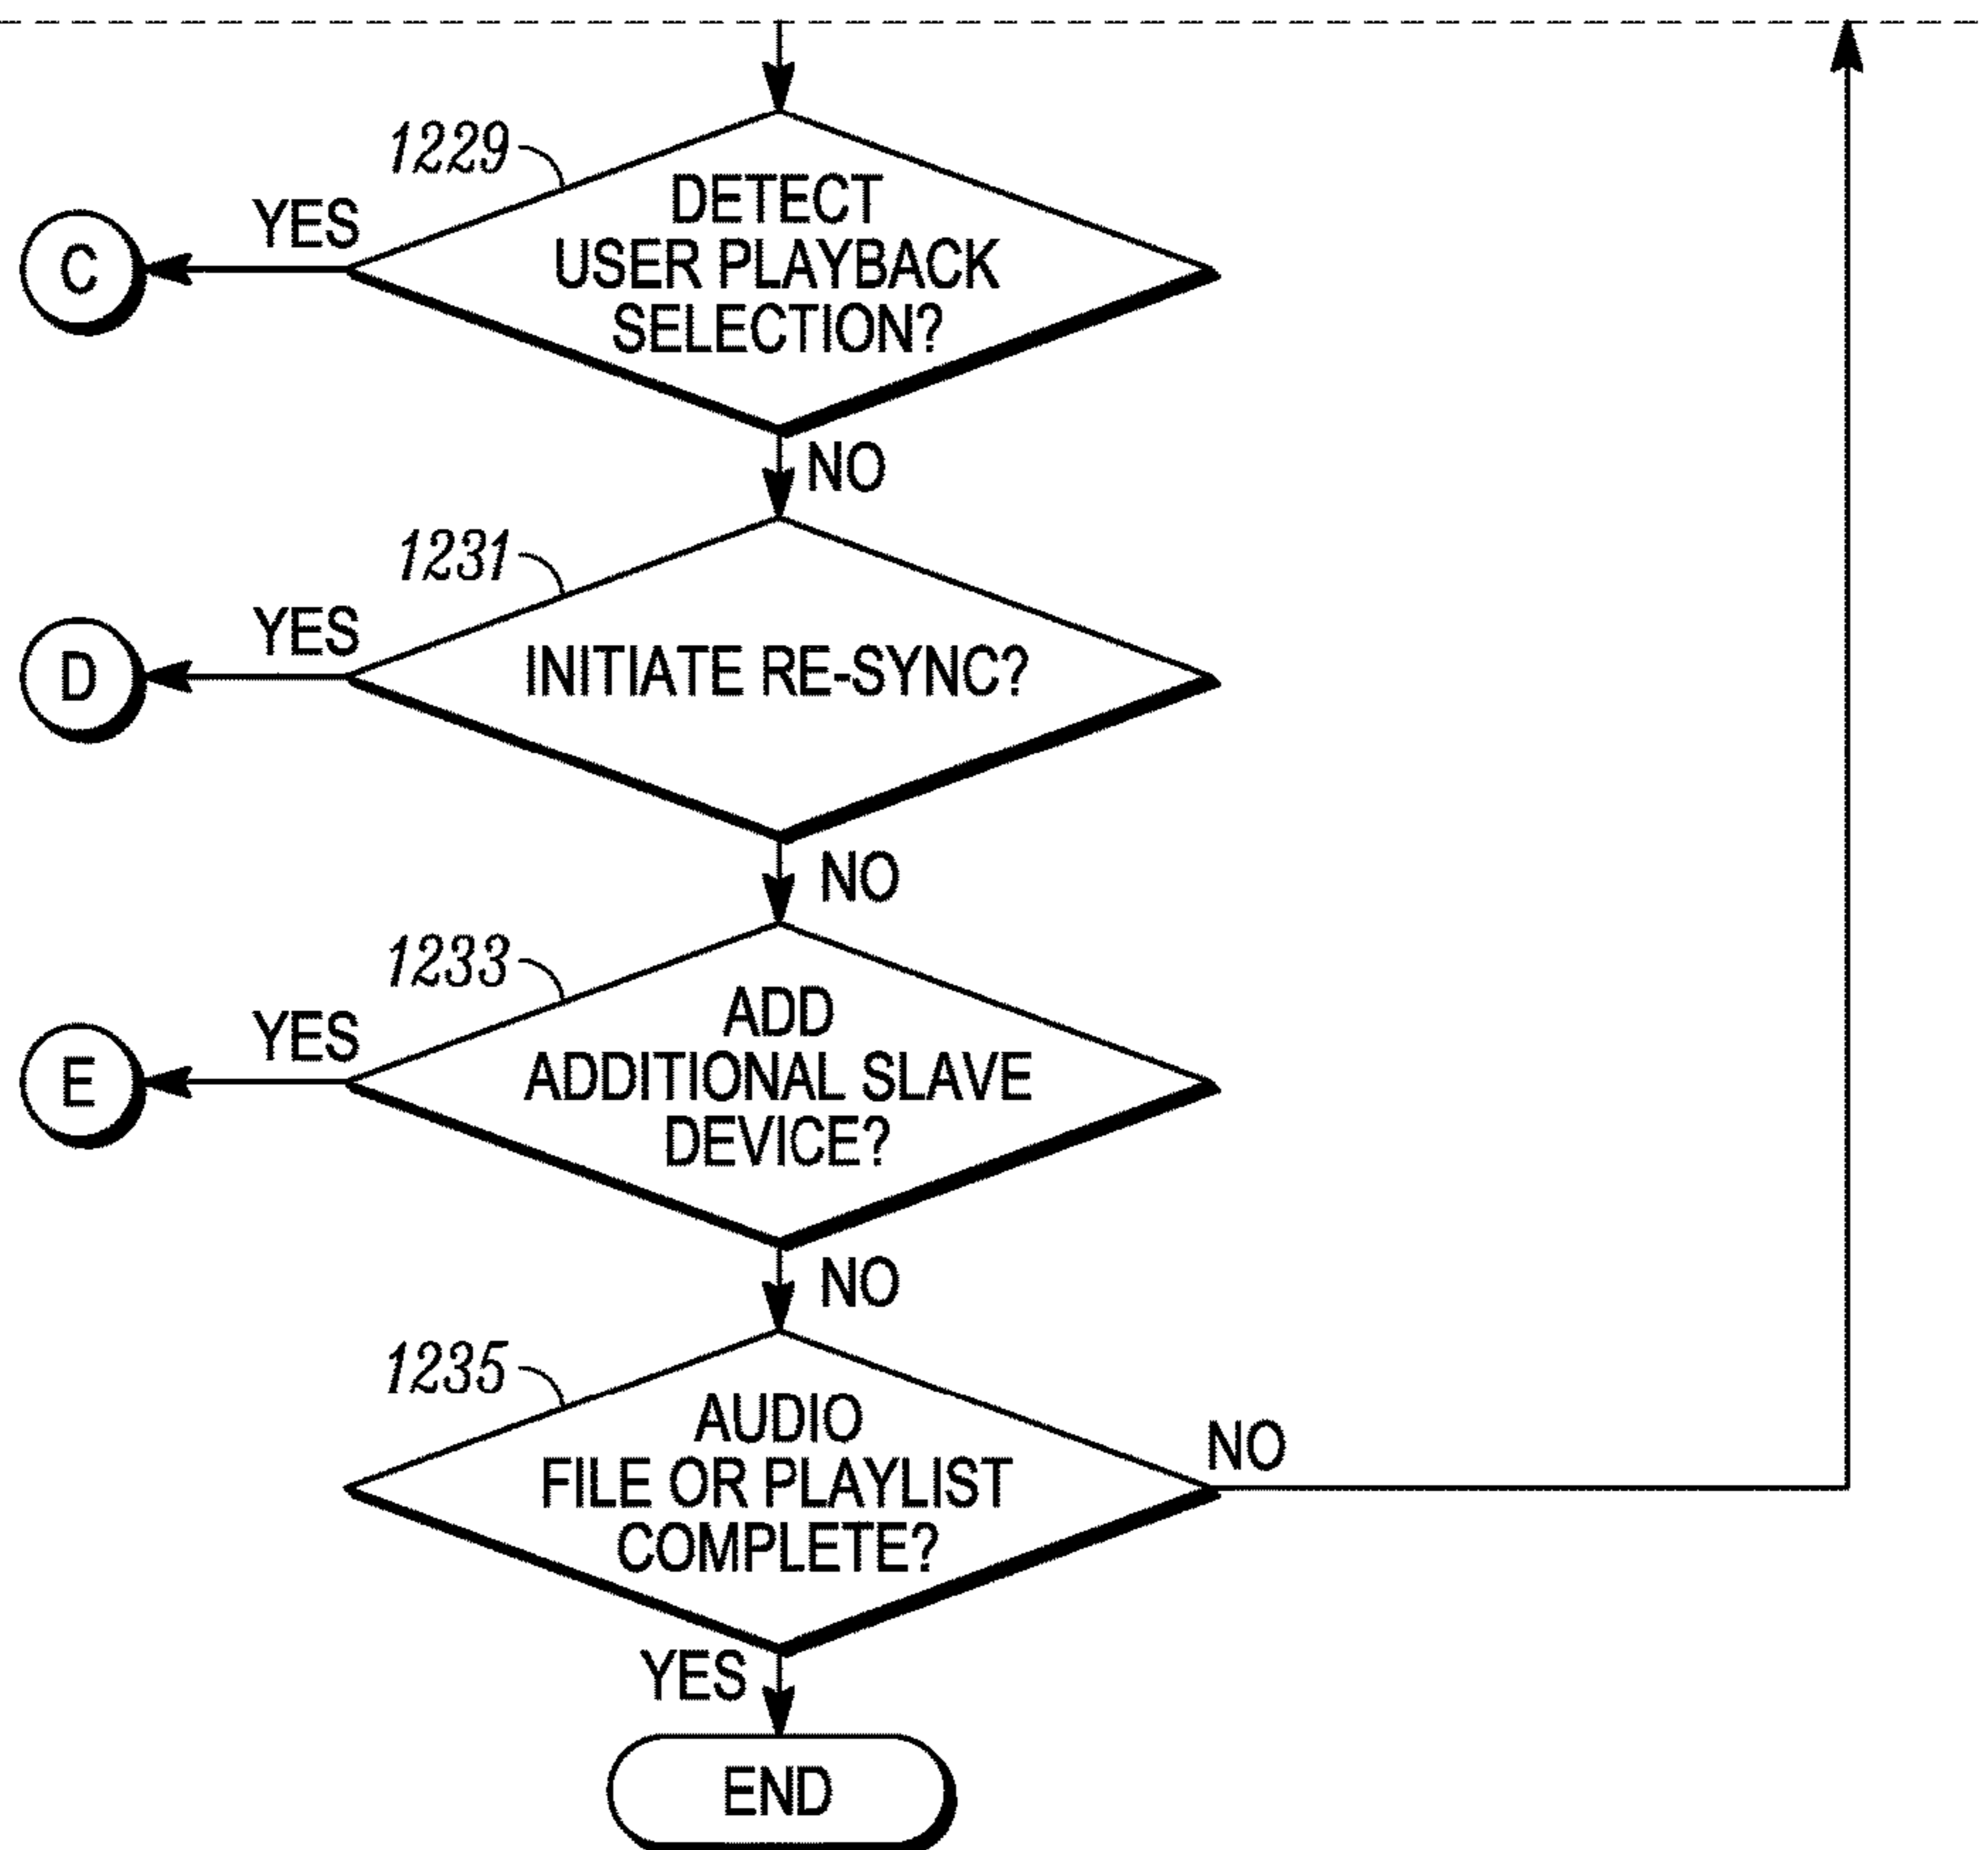 1229
DETECT
USER PLAYBACK
SELECTION?
YES
C
NO
1231
INITIATE RE-SYNC?
YES
D
NO
1233
ADD
ADDITIONAL SLAVE
DEVICE?
YES
E
NO
1235
AUDIO
FILE OR PLAYLIST
COMPLETE?
NO
YES
END